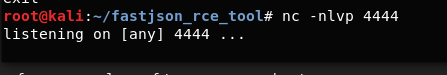 root@kali:~/fastjson_rce_tool# nc -nlvp 4444
listening on [any] 4444 ...